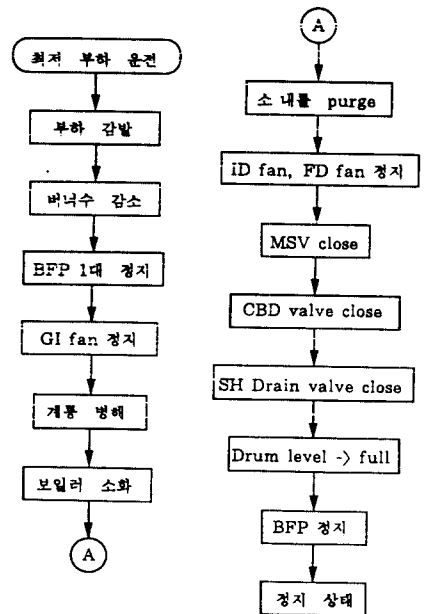 최저 부하 운전
부하 감발
버너수 감소
BFP 1대 정지
GI fan 정지
계통 병해
보일러 소화
A
A
소내를 purge
iD fan, FD fan 정지
MSV close
CBD valve close
SH Drain valve close
Drum level -> full
BFP 정지
정지 상태